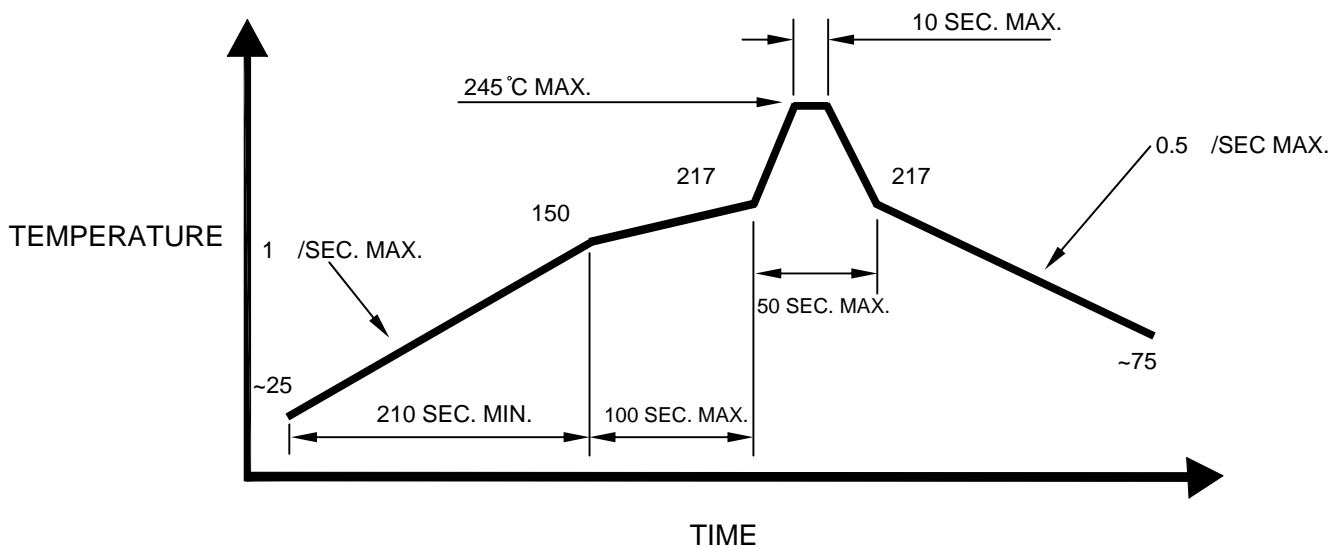 10 SEC. MAX.
245°C MAX.
0.5 /SEC MAX.
217
217
150
TEMPERATURE
1 /SEC. MAX.
50 SEC. MAX.
~25
~75
210 SEC. MIN.
100 SEC. MAX.
TIME